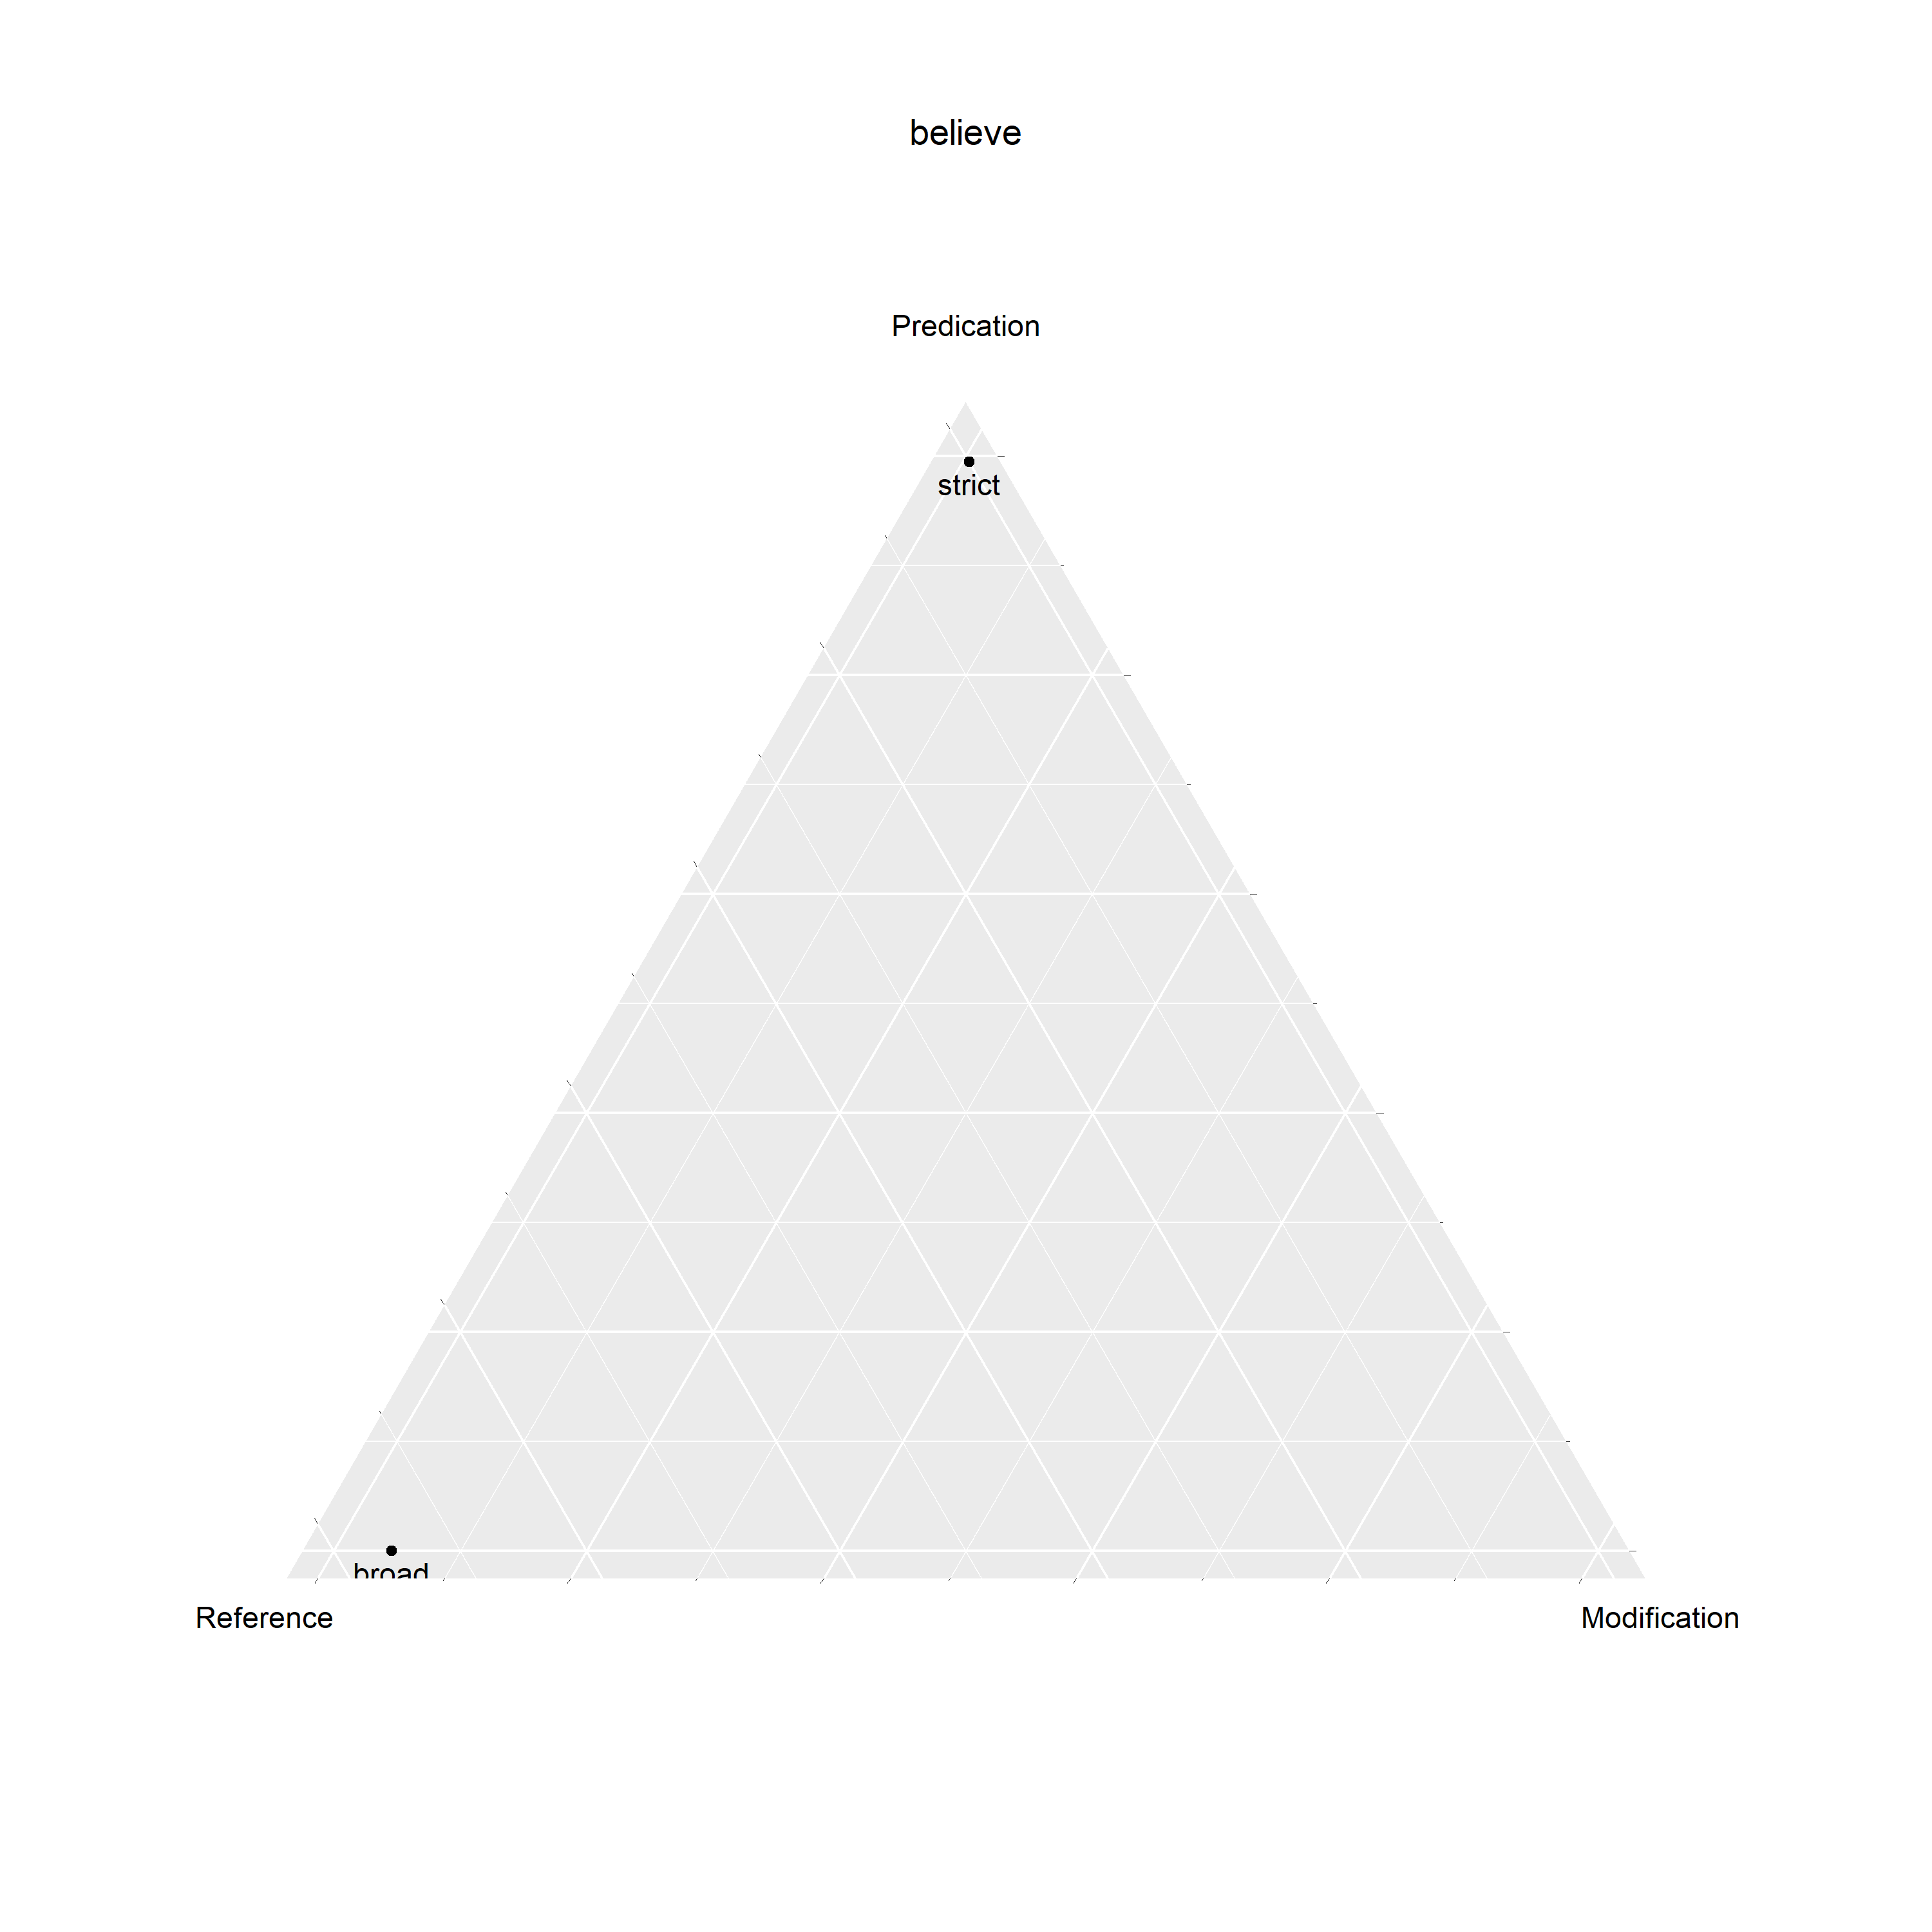 believe
Predication
strict
broad
Reference
Modification